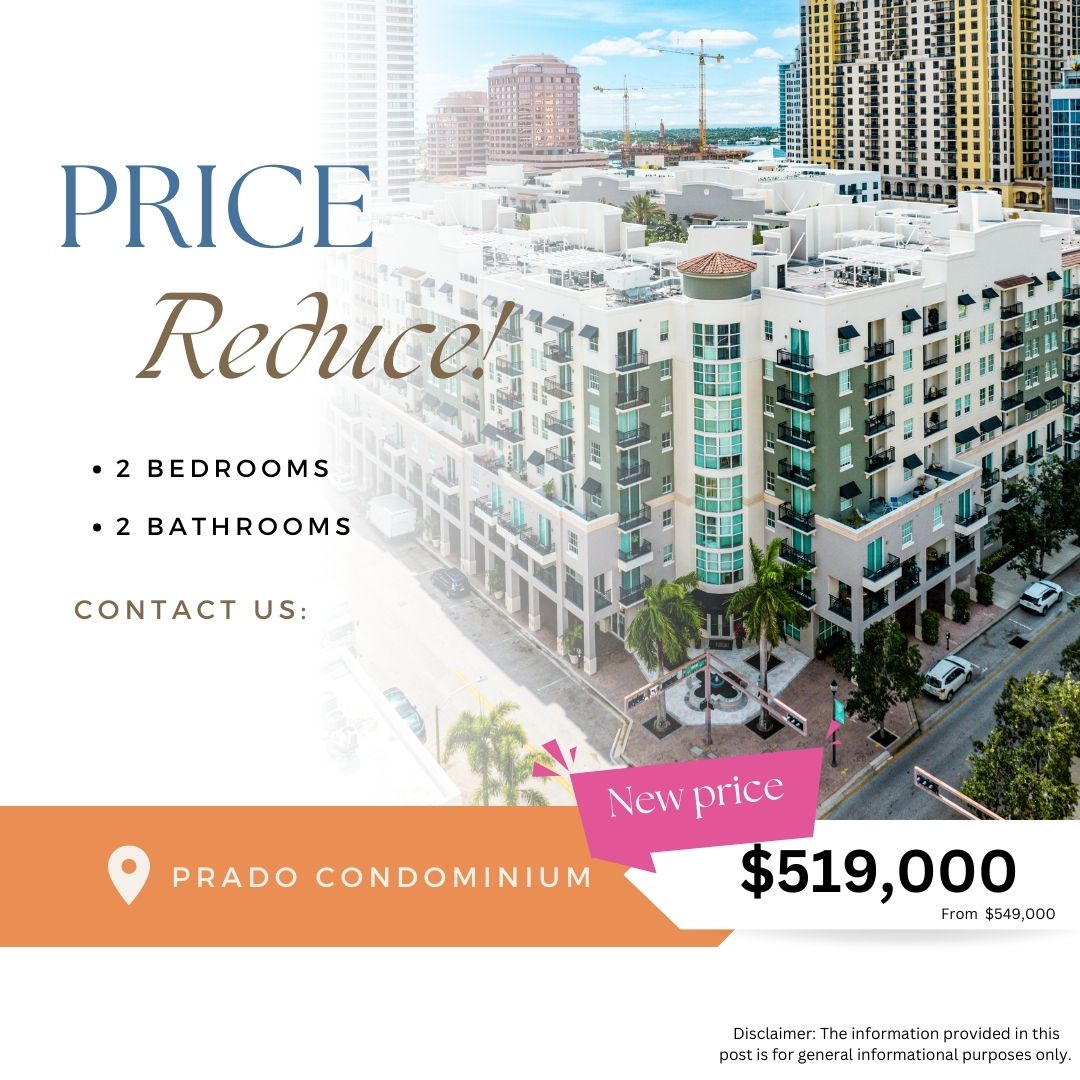 PRICE
Reduce!
• 2 BEDROOMS
• 2 BATHROOMS
CONTACT US:
New price
PRADO CONDOMINIUM
$519,000
From $549,000
Disclaimer: The information provided in this
post is for general informational purposes only.